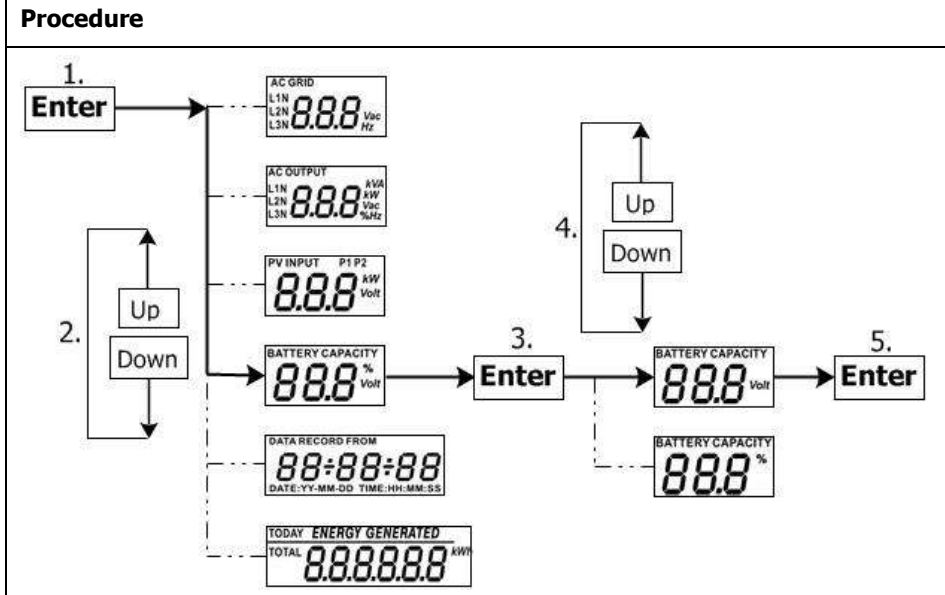 Procedure
1.
Enter
AC GRID
L1N
L2N
L3N
8.8.8
Vac
Hz
AC OUTPUT
L1N
L2N
L3N
8.8.8
kVA
kW
Vac
%Hz
PV INPUT P1 P2
8.8.8
kW
Volt
2.
Up
Down
BATTERY CAPACITY
88.8
%
Volt
3.
Enter
4.
Up
Down
BATTERY CAPACITY
88.8
Volt
5.
Enter
BATTERY CAPACITY
88.8
%
DATA RECORD FROM
88:88:88
DATE:YY-MM-DD TIME:HH:MM:SS
TODAY ENERGY GENERATED
TOTAL 8.8.8.8.8.8 kWh